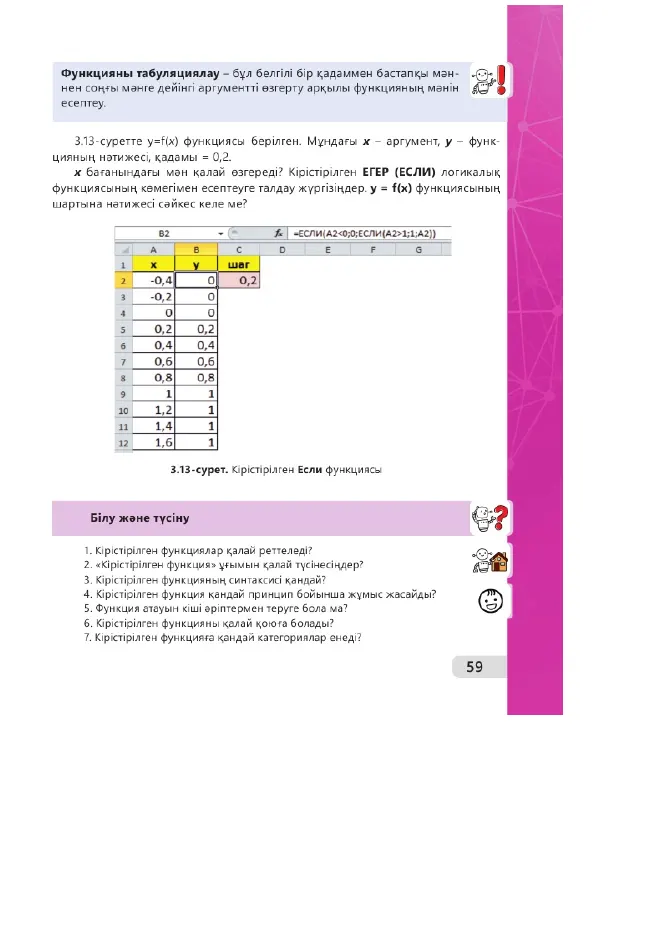 Функцияны табуляциялау – бұл белгілі бір қадаммен бастапқы мән-
нен соңғы мәнге дейінгі аргументті өзгерту арқылы функцияның мәнін
есептеу.
3.13-суретте y=f(x) функциясы берілген. Мұндағы x – аргумент, y – функ-
цияның нәтижесі, қадамы = 0,2.
x бағанындағы мән қалай өзгереді? Кірістірілген ЕГЕР (ЕСЛИ) логикалық
функциясының көмегімен есептеуге талдау жүргізіңдер. y = f(x) функциясының
шартына нәтижесі сәйкес келе ме?
B2 fx =ЕСЛИ(A2<0;0;ЕСЛИ(A2>1;1;A2))
A B C D E F G
1 x y шаг
2 -0,4 0 0,2
3 -0,2 0
4 0 0
5 0,2 0,2
6 0,4 0,4
7 0,6 0,6
8 0,8 0,8
9 1 1
10 1,2 1
11 1,4 1
12 1,6 1
3.13-сурет. Кірістірілген Если функциясы
Білу және түсіну
1. Кірістірілген функциялар қалай реттеледі?
2. «Кірістірілген функция» ұғымын қалай түсінесіңдер?
3. Кірістірілген функцияның синтаксисі қандай?
4. Кірістірілген функция қандай принцип бойынша жұмыс жасайды?
5. Функция атауын кіші әріптермен теруге бола ма?
6. Кірістірілген функцияны қалай қоюға болады?
7. Кірістірілген функцияға қандай категориялар енеді?
59